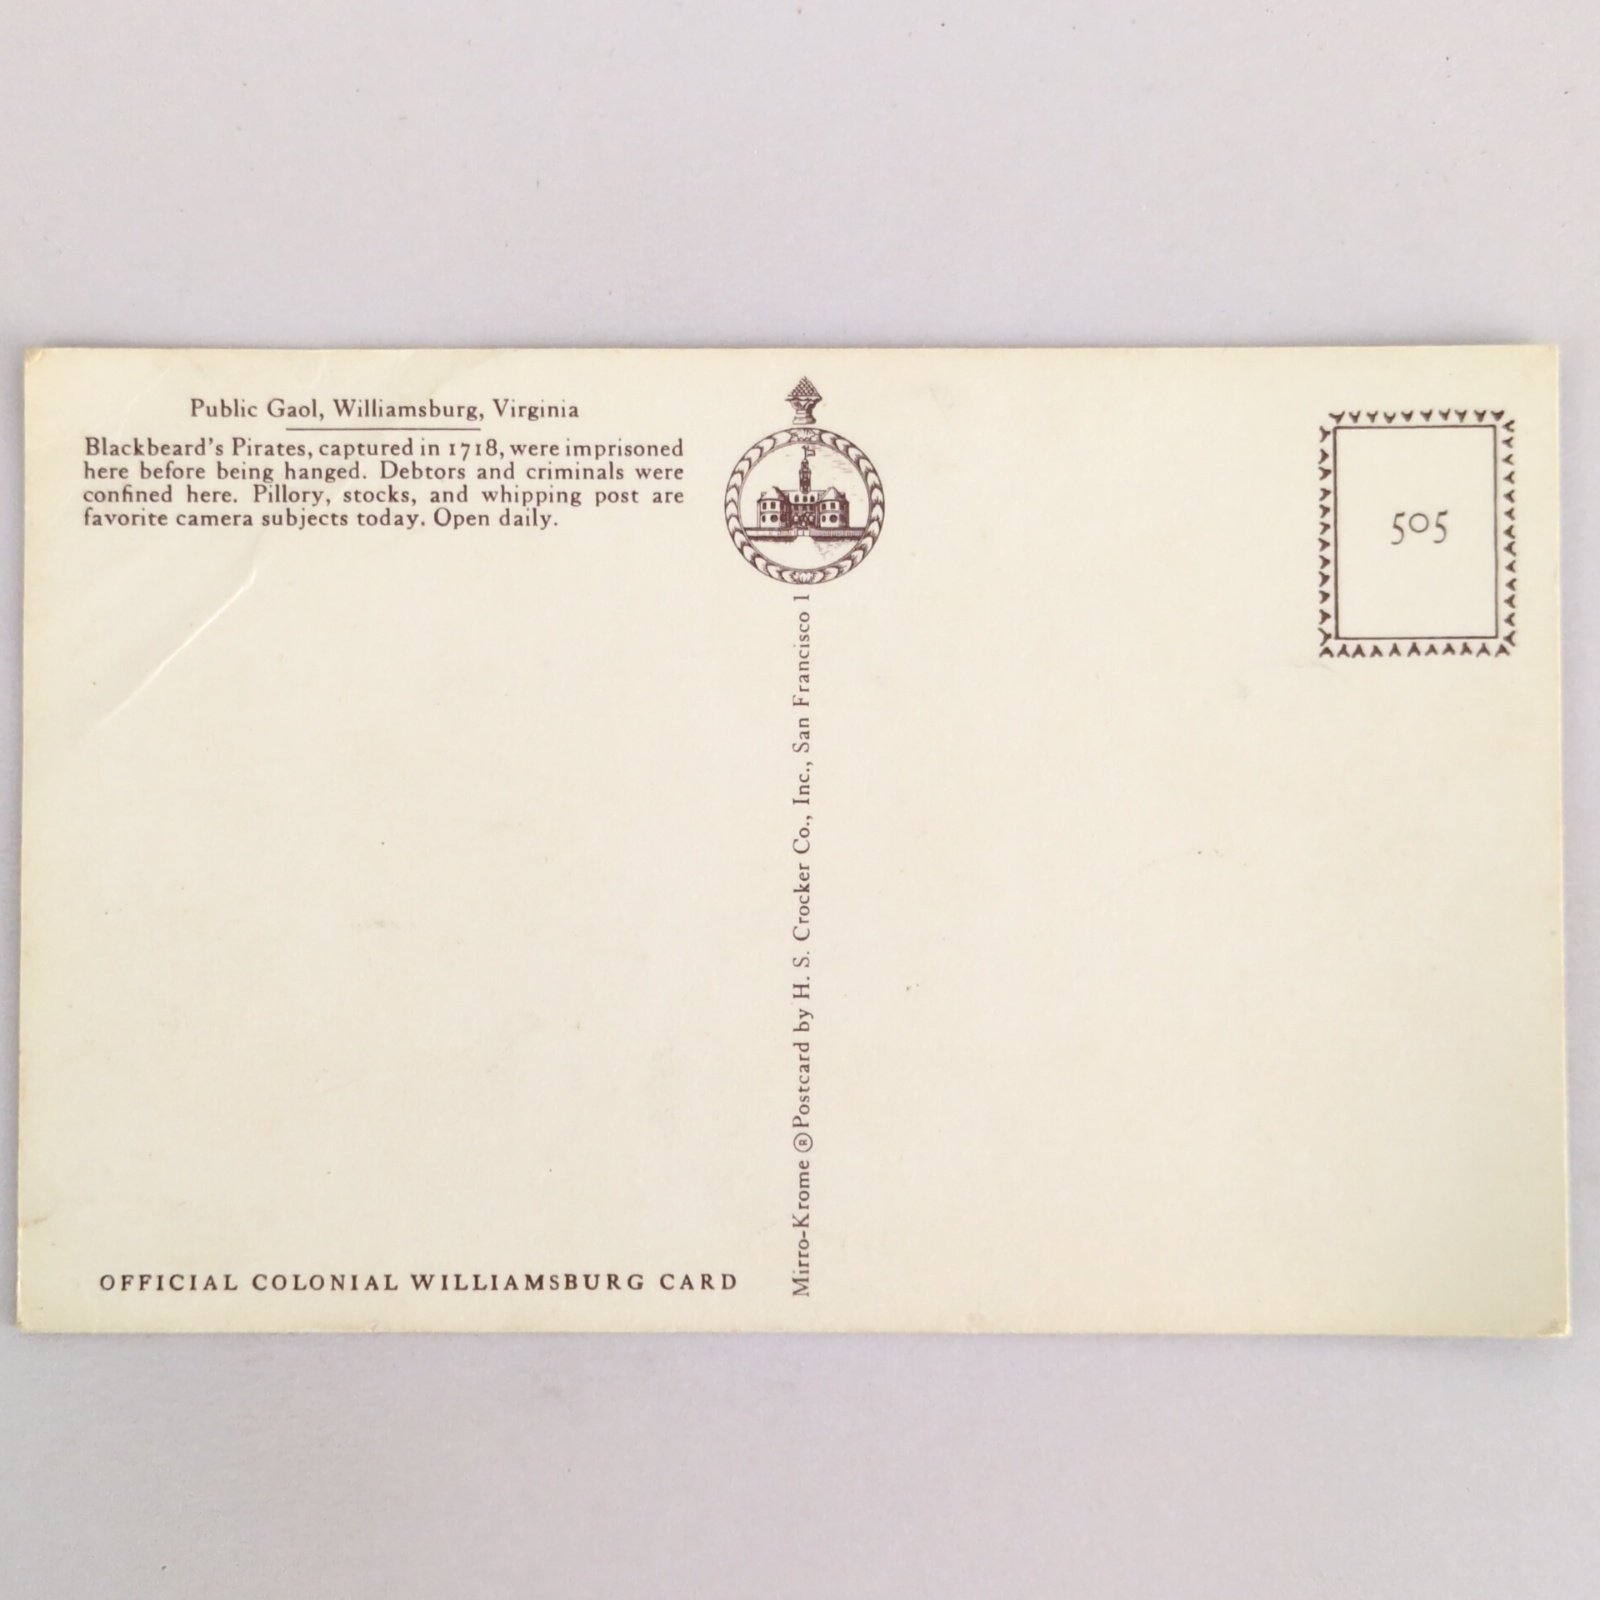 Public Gaol, Williamsburg, Virginia
Blackbeard's Pirates, captured in 1718, were imprisoned
here before being hanged. Debtors and criminals were
confined here. Pillory, stocks, and whipping post are
favorite camera subjects today. Open daily.
OFFICIAL COLONIAL WILLIAMSBURG CARD
Mirro-Krome ® Postcard by H. S. Crocker Co., Inc., San Francisco 1
505